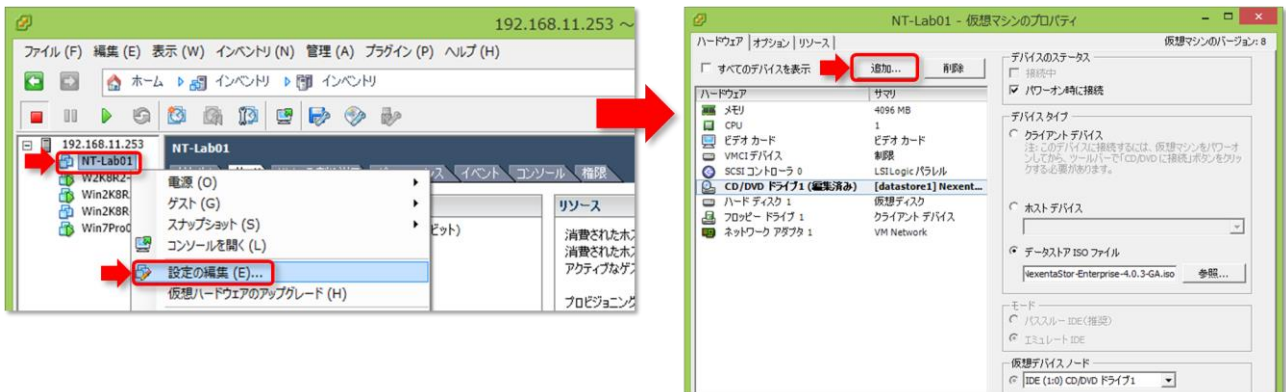 192.168.11.253 ~
ファイル (F) 編集 (E) 表示 (W) インベントリ (N) 管理 (A) プラグイン (P) ヘルプ (H)
ホーム インベントリ インベントリ
192.168.11.253
NT-Lab01
W2K8R2-
Win2K8R
Win2K8R
Win7Pro0
NT-Lab01
イベント コンソール 権限
電源 (O)
ゲスト (G)
スナップショット (S)
コンソールを開く (L)
設定の編集 (E)...
仮想ハードウェアのアップグレード (H)
ビット)
リソース
消費されたホス
消費されたホス
アクティブなゲス
プロビジョニング
NT-Lab01 - 仮想マシンのプロパティ
ハードウェア オプション リソース
仮想マシンのバージョン: 8
すべてのデバイスを表示
追加...
削除
ハードウェア サマリ
メモリ 4096 MB
CPU 1
ビデオ カード ビデオ カード
VMCI デバイス 制限
SCSI コントローラ 0 LSI Logic パラレル
CD/DVD ドライブ1 (編集済み) [datastore1] Nexent...
ハード ディスク 1 仮想ディスク
フロッピー ドライブ 1 クライアント デバイス
ネットワーク アダプタ 1 VM Network
デバイスのステータス
接続中
パワーオン時に接続
デバイス タイプ
クライアント デバイス
注: このデバイスに接続するには、仮想マシンをパワーオ
ンしてから、ツールバーで「CD/DVD に接続」ボタンをクリッ
クする必要があります。
ホスト デバイス
データストア ISO ファイル
NexentaStor-Enterprise-4.0.3-GA.iso
参照...
モード
パススルー IDE(推奨)
エミュレート IDE
仮想デバイス ノード
IDE (1:0) CD/DVD ドライブ1